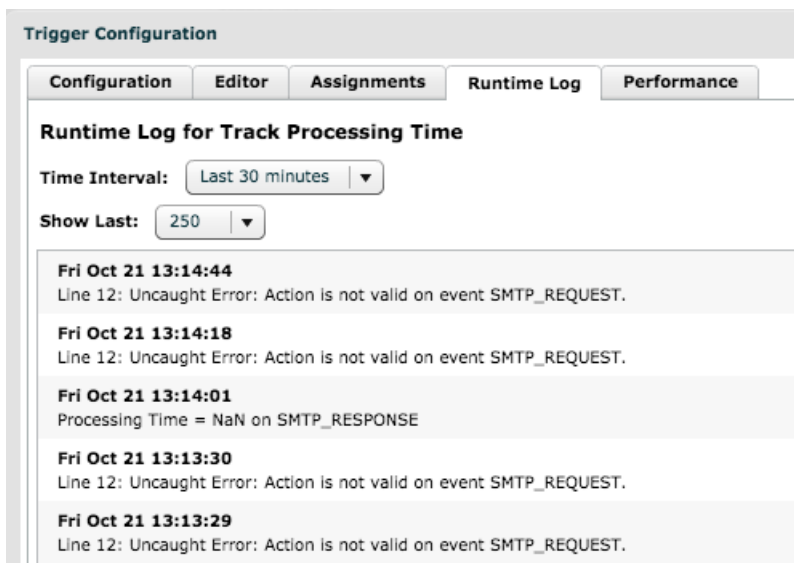 Trigger Configuration
Configuration Editor Assignments Runtime Log Performance
Runtime Log for Track Processing Time
Time Interval: Last 30 minutes
Show Last: 250
Fri Oct 21 13:14:44
Line 12: Uncaught Error: Action is not valid on event SMTP_REQUEST.
Fri Oct 21 13:14:18
Line 12: Uncaught Error: Action is not valid on event SMTP_REQUEST.
Fri Oct 21 13:14:01
Processing Time = NaN on SMTP_RESPONSE
Fri Oct 21 13:13:30
Line 12: Uncaught Error: Action is not valid on event SMTP_REQUEST.
Fri Oct 21 13:13:29
Line 12: Uncaught Error: Action is not valid on event SMTP_REQUEST.